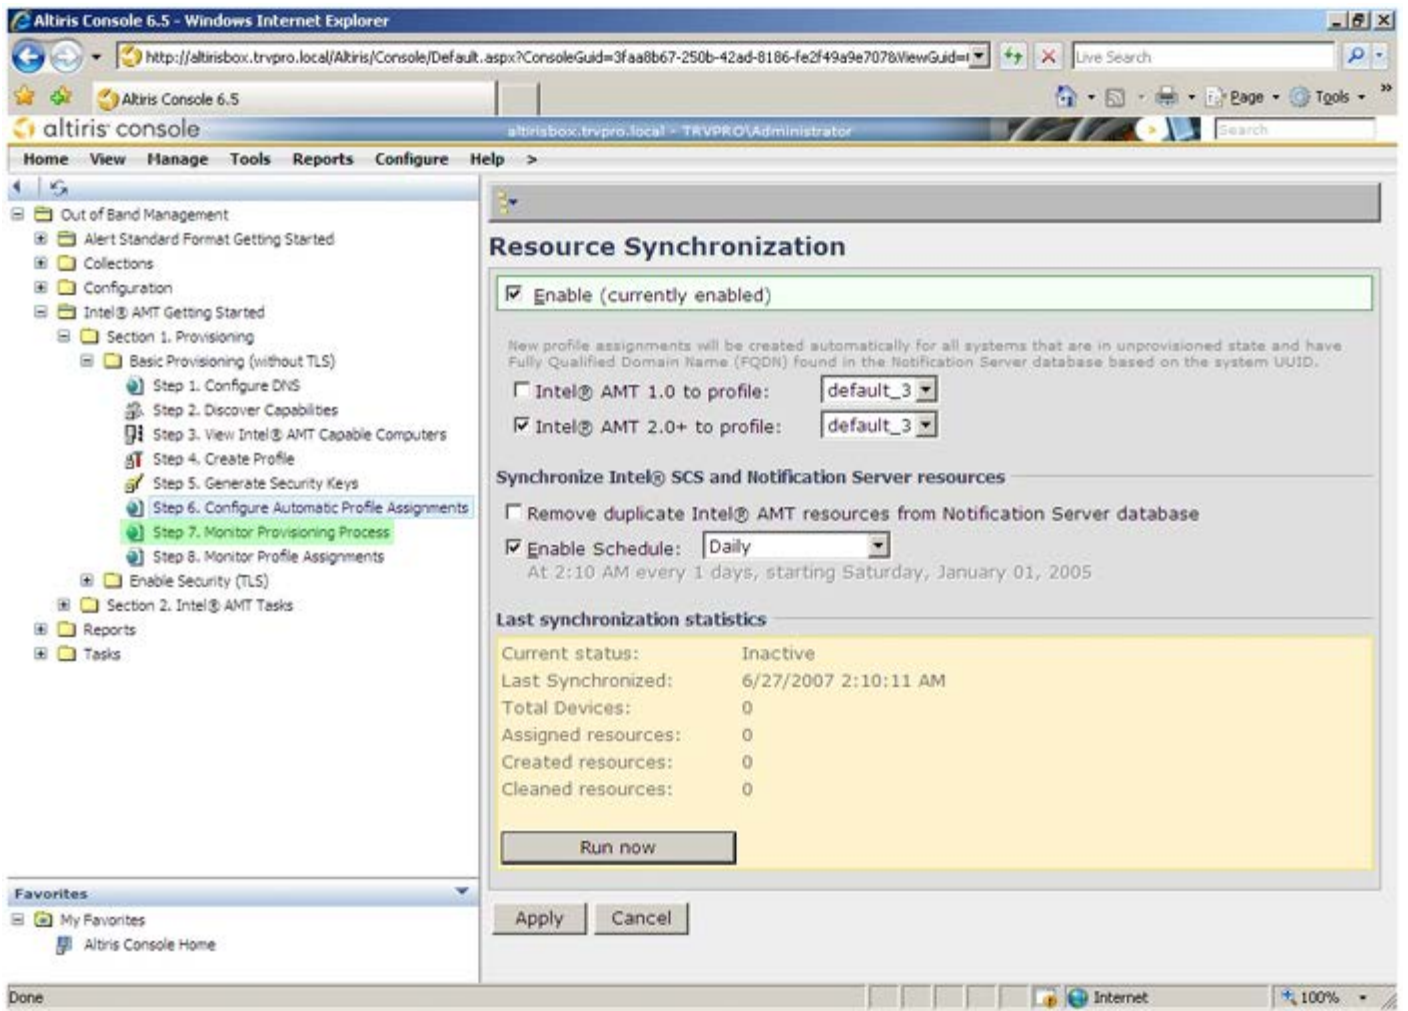 Altiris Console 6.5 - Windows Internet Explorer
http://altirisbox.trvpro.local/Altiris/Console/Default.aspx?ConsoleGuid=3faa8b67-250b-42ad-8186-fe2f49a9e707&ViewGuid=
Live Search
Altiris Console 6.5
Page
Tools
altiris console
altirisbox.trvpro.local - TRVPRO\Administrator
Search
Home View Manage Tools Reports Configure Help >
Out of Band Management
Alert Standard Format Getting Started
Collections
Configuration
Intel® AMT Getting Started
Section 1. Provisioning
Basic Provisioning (without TLS)
Step 1. Configure DNS
Step 2. Discover Capabilities
Step 3. View Intel® AMT Capable Computers
Step 4. Create Profile
Step 5. Generate Security Keys
Step 6. Configure Automatic Profile Assignments
Step 7. Monitor Provisioning Process
Step 8. Monitor Profile Assignments
Enable Security (TLS)
Section 2. Intel® AMT Tasks
Reports
Tasks
Favorites
My Favorites
Altiris Console Home
Resource Synchronization
Enable (currently enabled)
New profile assignments will be created automatically for all systems that are in unprovisioned state and have
Fully Qualified Domain Name (FQDN) found in the Notification Server database based on the system UUID.
Intel® AMT 1.0 to profile: default_3
Intel® AMT 2.0+ to profile: default_3
Synchronize Intel® SCS and Notification Server resources
Remove duplicate Intel® AMT resources from Notification Server database
Enable Schedule: Daily
At 2:10 AM every 1 days, starting Saturday, January 01, 2005
Last synchronization statistics
Current status: Inactive
Last Synchronized: 6/27/2007 2:10:11 AM
Total Devices: 0
Assigned resources: 0
Created resources: 0
Cleaned resources: 0
Run now
Apply Cancel
Done
Internet
100%